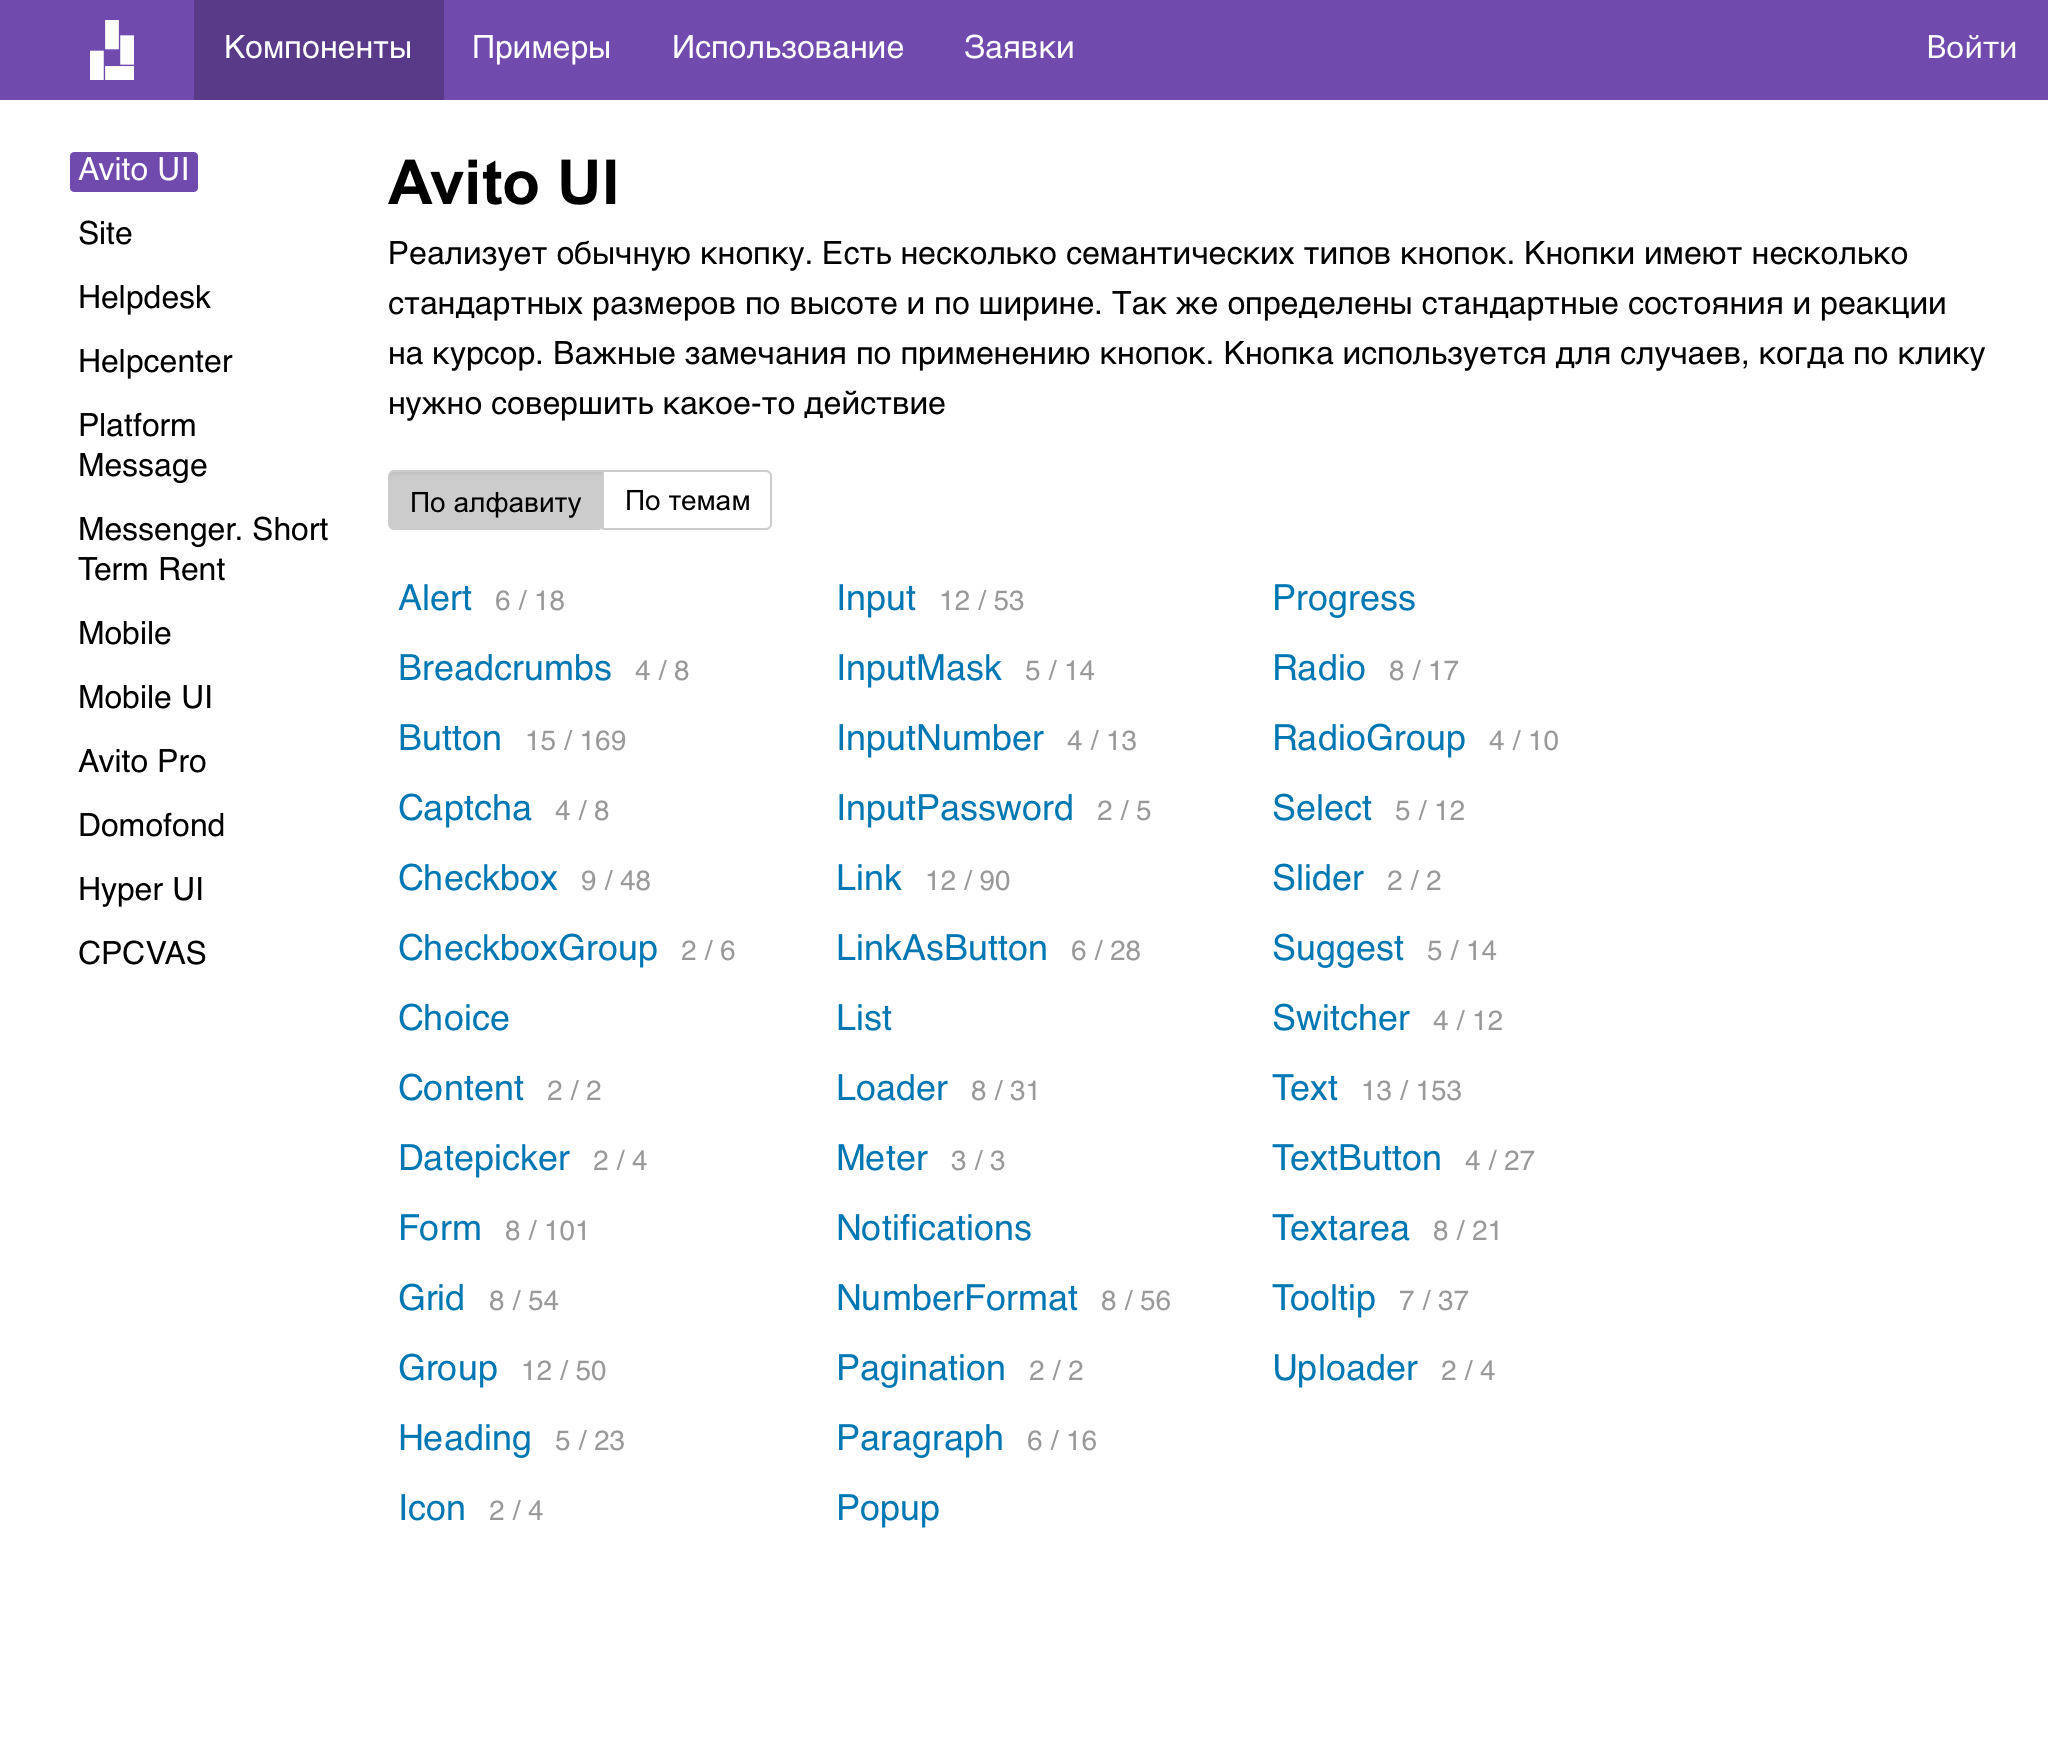 Компоненты Примеры Использование Заявки Войти
Avito UI
Site
Helpdesk
Helpcenter
Platform
Message
Messenger. Short
Term Rent
Mobile
Mobile UI
Avito Pro
Domofond
Hyper UI
CPCVAS
Avito UI
Реализует обычную кнопку. Есть несколько семантических типов кнопок. Кнопки имеют несколько
стандартных размеров по высоте и по ширине. Так же определены стандартные состояния и реакции
на курсор. Важные замечания по применению кнопок. Кнопка используется для случаев, когда по клику
нужно совершить какое-то действие
По алфавиту По темам
Alert 6 / 18
Breadcrumbs 4 / 8
Button 15 / 169
Captcha 4 / 8
Checkbox 9 / 48
CheckboxGroup 2 / 6
Choice
Content 2 / 2
Datepicker 2 / 4
Form 8 / 101
Grid 8 / 54
Group 12 / 50
Heading 5 / 23
Icon 2 / 4
Input 12 / 53
InputMask 5 / 14
InputNumber 4 / 13
InputPassword 2 / 5
Link 12 / 90
LinkAsButton 6 / 28
List
Loader 8 / 31
Meter 3 / 3
Notifications
NumberFormat 8 / 56
Pagination 2 / 2
Paragraph 6 / 16
Popup
Progress
Radio 8 / 17
RadioGroup 4 / 10
Select 5 / 12
Slider 2 / 2
Suggest 5 / 14
Switcher 4 / 12
Text 13 / 153
TextButton 4 / 27
Textarea 8 / 21
Tooltip 7 / 37
Uploader 2 / 4